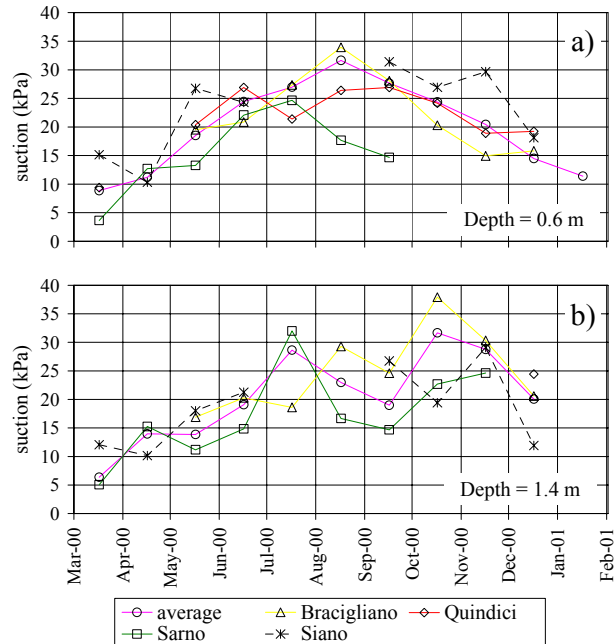 a)
suction (kPa)
40
35
30
25
20
15
10
5
0
Depth = 0.6 m
b)
suction (kPa)
40
35
30
25
20
15
10
5
0
Depth = 1.4 m
Mar-00
Apr-00
May-00
Jun-00
Jul-00
Aug-00
Sep-00
Oct-00
Nov-00
Dec-00
Jan-01
Feb-01
average
Bracigliano
Quindici
Sarno
Siano